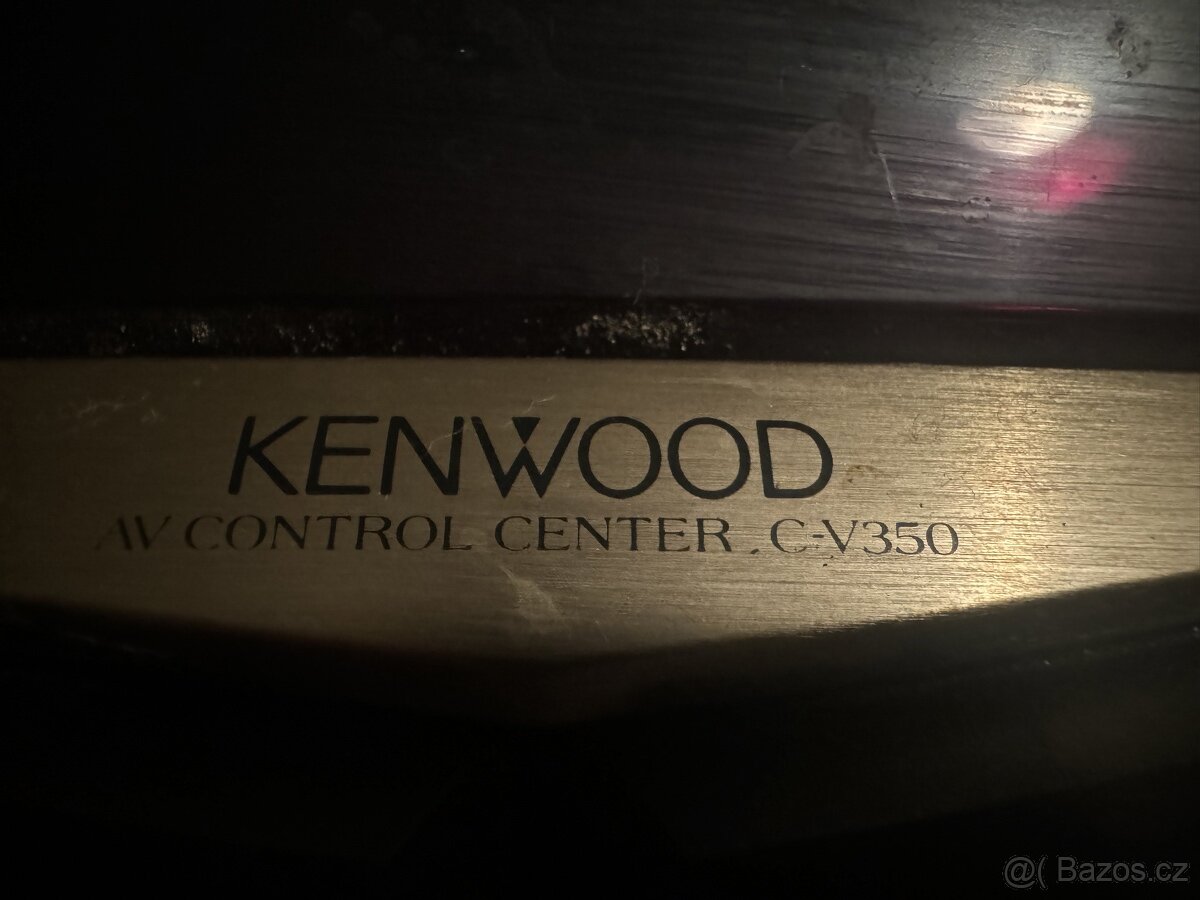 KENWOOD
AV CONTROL CENTER C-V350
@( Bazos.cz